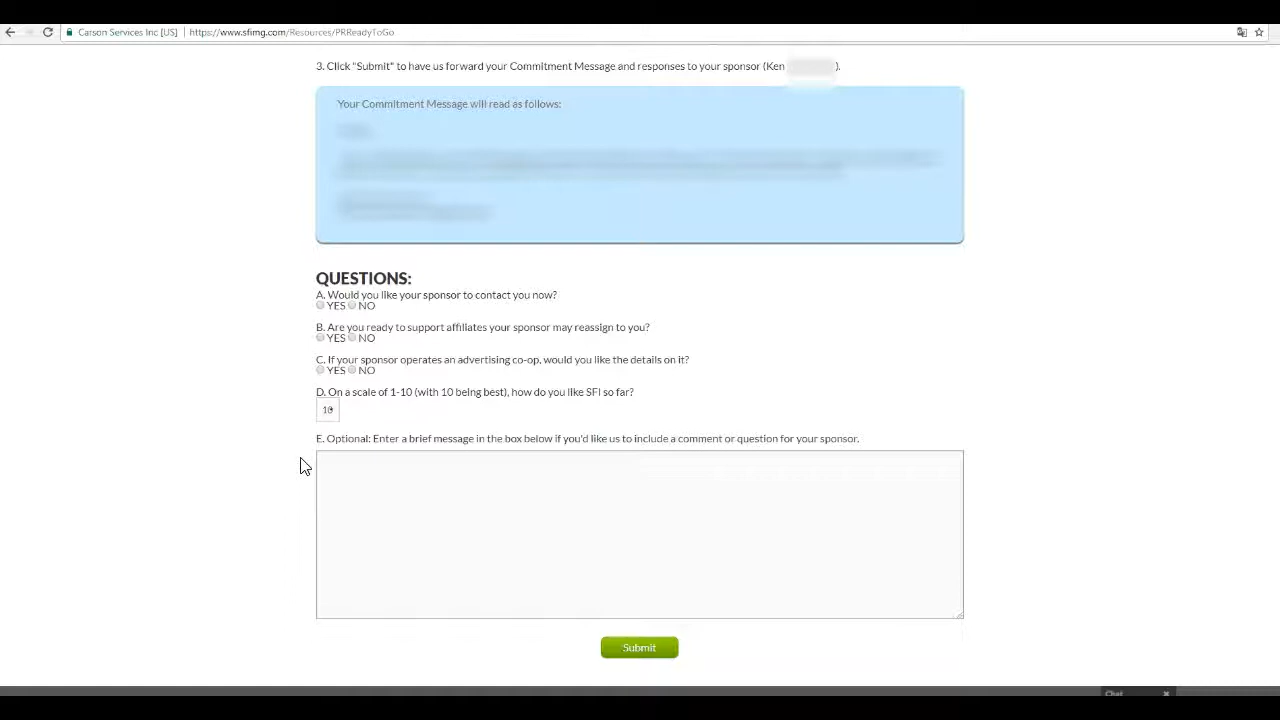 Carson Services Inc [US]
https://www.sfimg.com/Resources/PRReadyToGo
3. Click "Submit" to have us forward your Commitment Message and responses to your sponsor (Ken ).
Your Commitment Message will read as follows:
QUESTIONS:
A. Would you like your sponsor to contact you now?
YES NO
B. Are you ready to support affiliates your sponsor may reassign to you?
YES NO
C. If your sponsor operates an advertising co-op, would you like the details on it?
YES NO
D. On a scale of 1-10 (with 10 being best), how do you like SFI so far?
10
E. Optional: Enter a brief message in the box below if you'd like us to include a comment or question for your sponsor.
Submit
Chat